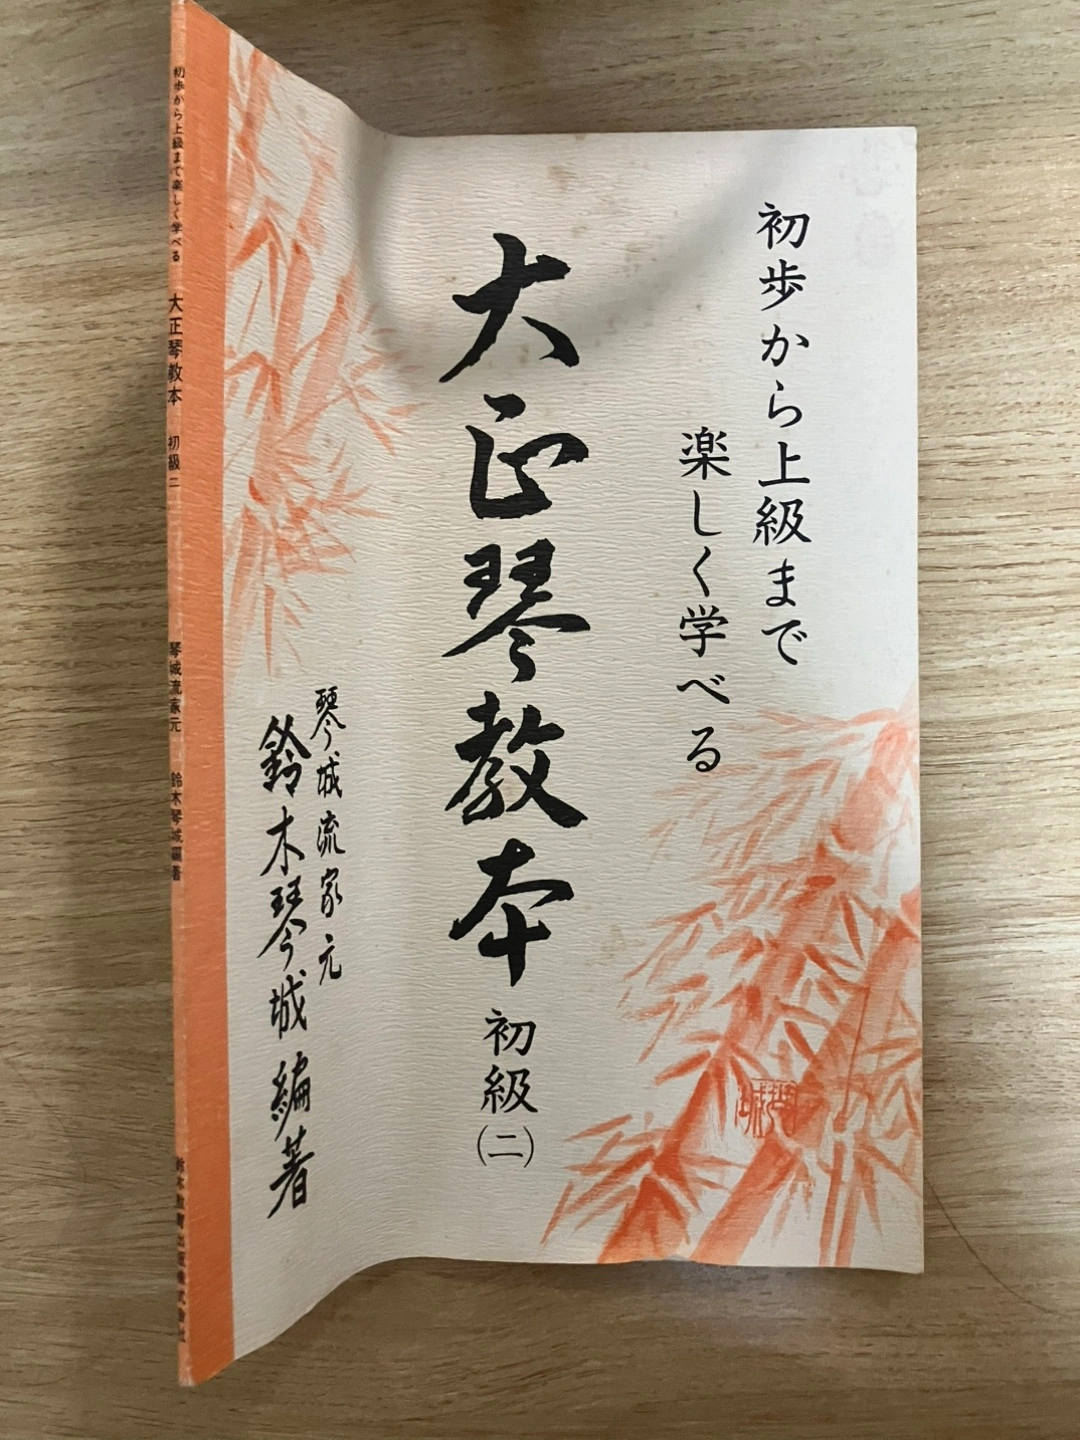 初歩から上級まで
楽しく学べる
大正琴教本 初級(二)
琴城流家元
鈴木琴城編著
初歩から上級まで楽しく学べる 大正琴教本 初級二 琴城流家元 鈴木琴城編著